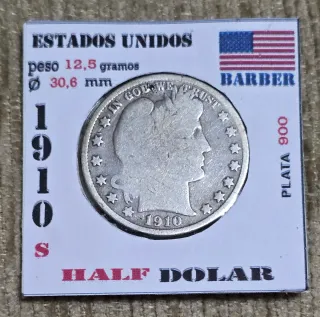 ESTADOS UNIDOS
peso 12,5 gramos
Ø 30,6 mm
BARBER
1910 s
PLATA 900
IN GOD WE TRUST
1910
HALF DOLAR